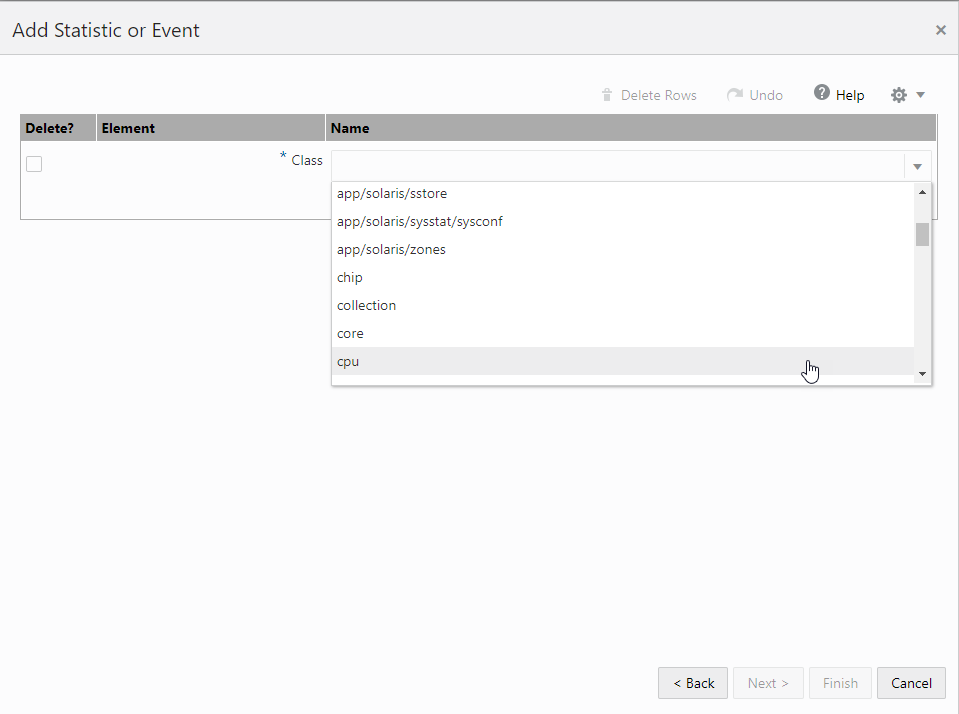 Add Statistic or Event
Delete Rows Undo Help
Delete? Element Name
* Class
app/solaris/sstore
app/solaris/sysstat/sysconf
app/solaris/zones
chip
collection
core
cpu
< Back Next > Finish Cancel